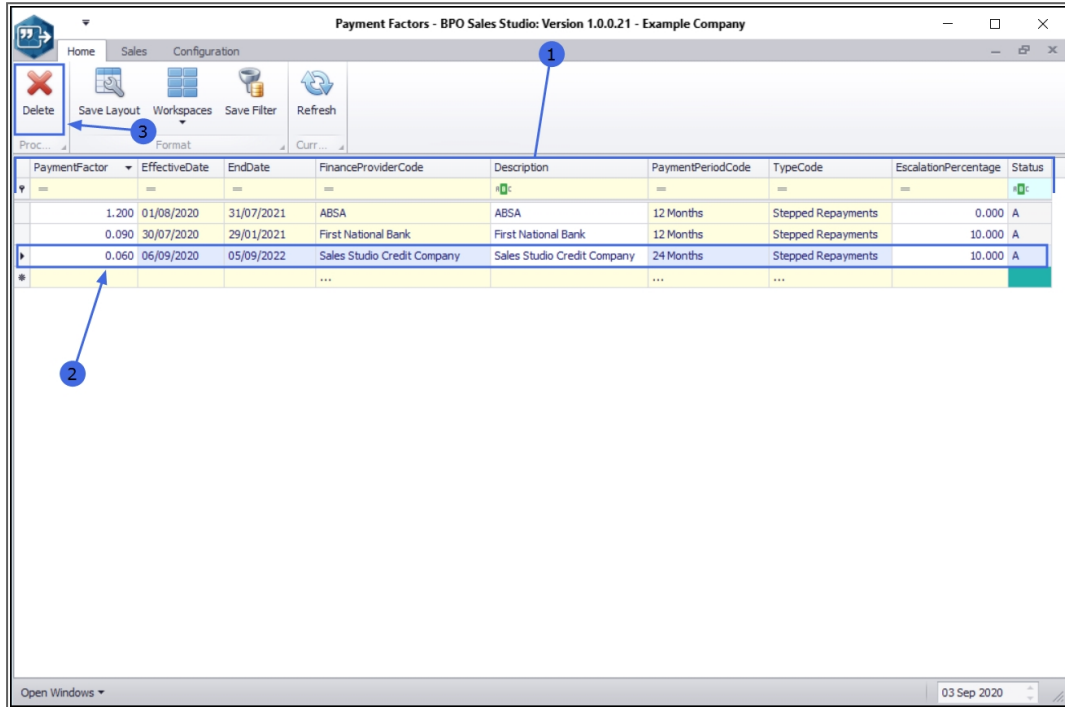 Payment Factors - BPO Sales Studio: Version 1.0.0.21 - Example Company
Home Sales Configuration
1
Delete Save Layout Workspaces Save Filter Refresh
3
Proc... Format Curr...
PaymentFactor EffectiveDate EndDate FinanceProviderCode Description PaymentPeriodCode TypeCode EscalationPercentage Status
= = = = = = =
1.200 01/08/2020 31/07/2021 ABSA ABSA 12 Months Stepped Repayments 0.000 A
0.090 30/07/2020 29/01/2021 First National Bank First National Bank 12 Months Stepped Repayments 10.000 A
0.060 06/09/2020 05/09/2022 Sales Studio Credit Company Sales Studio Credit Company 24 Months Stepped Repayments 10.000 A
... ... ...
2
Open Windows 03 Sep 2020